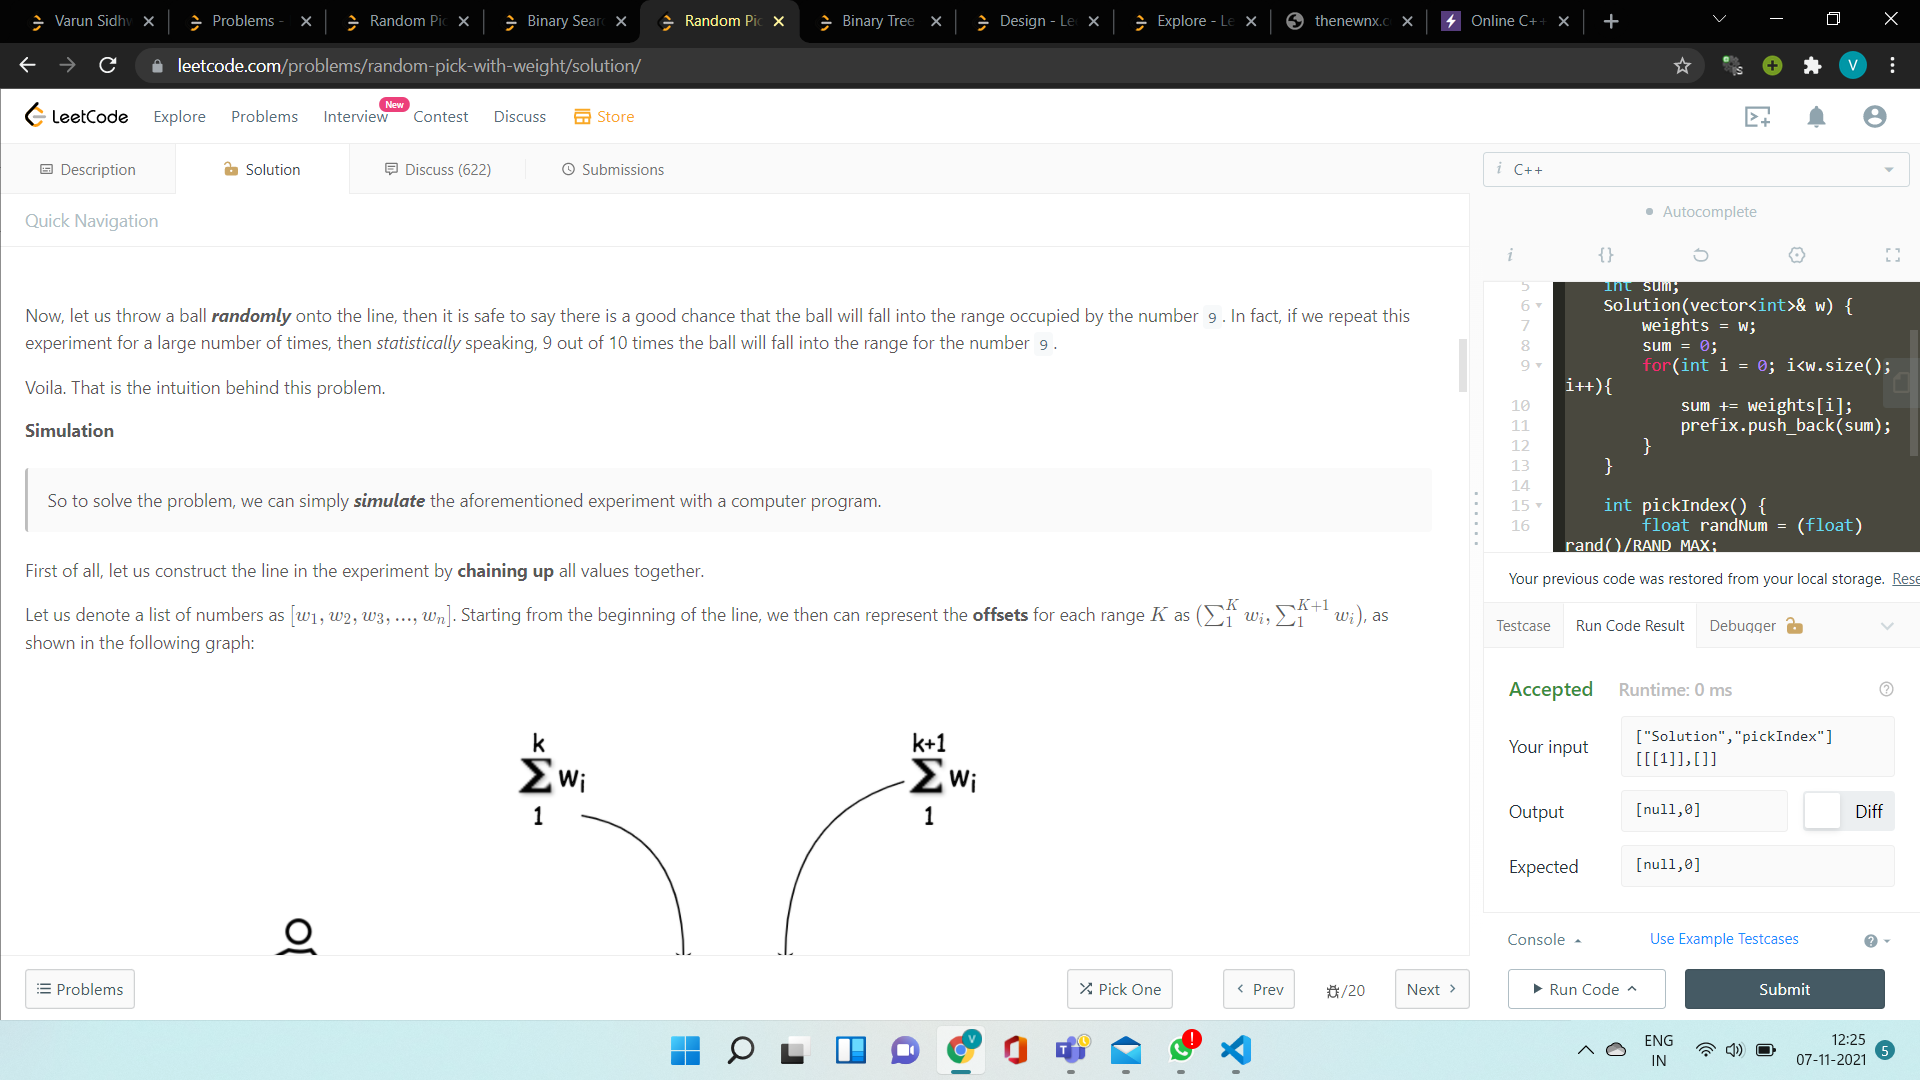 Varun Sidhw
Problems -
Random Pic
Binary Sear
Random Pic
Binary Tree
Design - Le
Explore - Le
thenewnx.c
Online C++
leetcode.com/problems/random-pick-with-weight/solution/
V
LeetCode
Explore
Problems
Interview
New
Contest
Discuss
Store
Description
Solution
Discuss (622)
Submissions
Quick Navigation
Now, let us throw a ball randomly onto the line, then it is safe to say there is a good chance that the ball will fall into the range occupied by the number 9. In fact, if we repeat this
experiment for a large number of times, then statistically speaking, 9 out of 10 times the ball will fall into the range for the number 9.
Voila. That is the intuition behind this problem.
Simulation
So to solve the problem, we can simply simulate the aforementioned experiment with a computer program.
First of all, let us construct the line in the experiment by chaining up all values together.
Let us denote a list of numbers as [w₁, w₂, w₃, ..., wₙ]. Starting from the beginning of the line, we then can represent the offsets for each range K as (∑₁ᴷ wᵢ, ∑₁ᴷ⁺¹ wᵢ), as
shown in the following graph:
k
∑ wi
1
k+1
∑ wi
1
Problems
Pick One
Prev
/20
Next
i C++
Autocomplete
5 int sum;
6 Solution(vector<int>& w) {
7 weights = w;
8 sum = 0;
9 for(int i = 0; i<w.size();
i++){
10 sum += weights[i];
11 prefix.push_back(sum);
12 }
13 }
14
15 int pickIndex() {
16 float randNum = (float)
rand()/RAND_MAX;
Your previous code was restored from your local storage. Rese
Testcase
Run Code Result
Debugger
Accepted
Runtime: 0 ms
Your input
["Solution","pickIndex"]
[[[1]],[]]
Output
[null,0]
Diff
Expected
[null,0]
Console
Use Example Testcases
Run Code
Submit
ENG
IN
12:25
07-11-2021
5